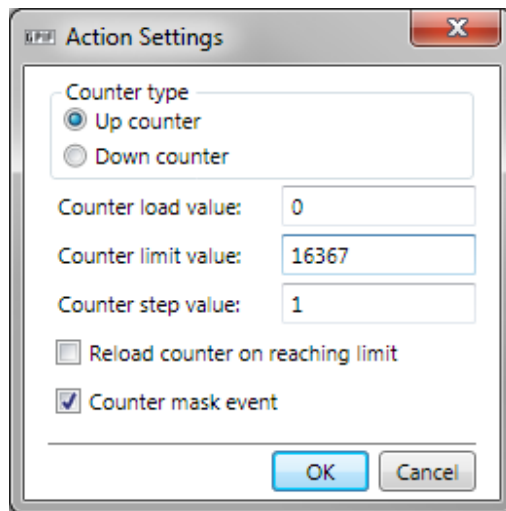 GPIF Action Settings X
Counter type
Up counter
Down counter
Counter load value: 0
Counter limit value: 16367
Counter step value: 1
Reload counter on reaching limit
Counter mask event
OK Cancel